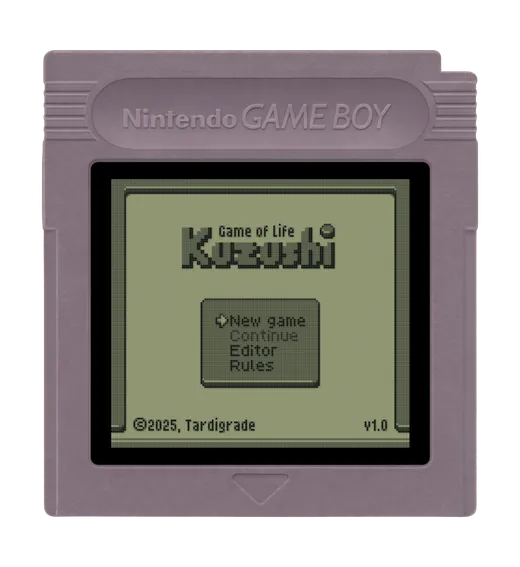 Nintendo GAME BOY
Game of Life
Kuzushi
New game
Continue
Editor
Rules
©2025, Tardigrade
v1.0